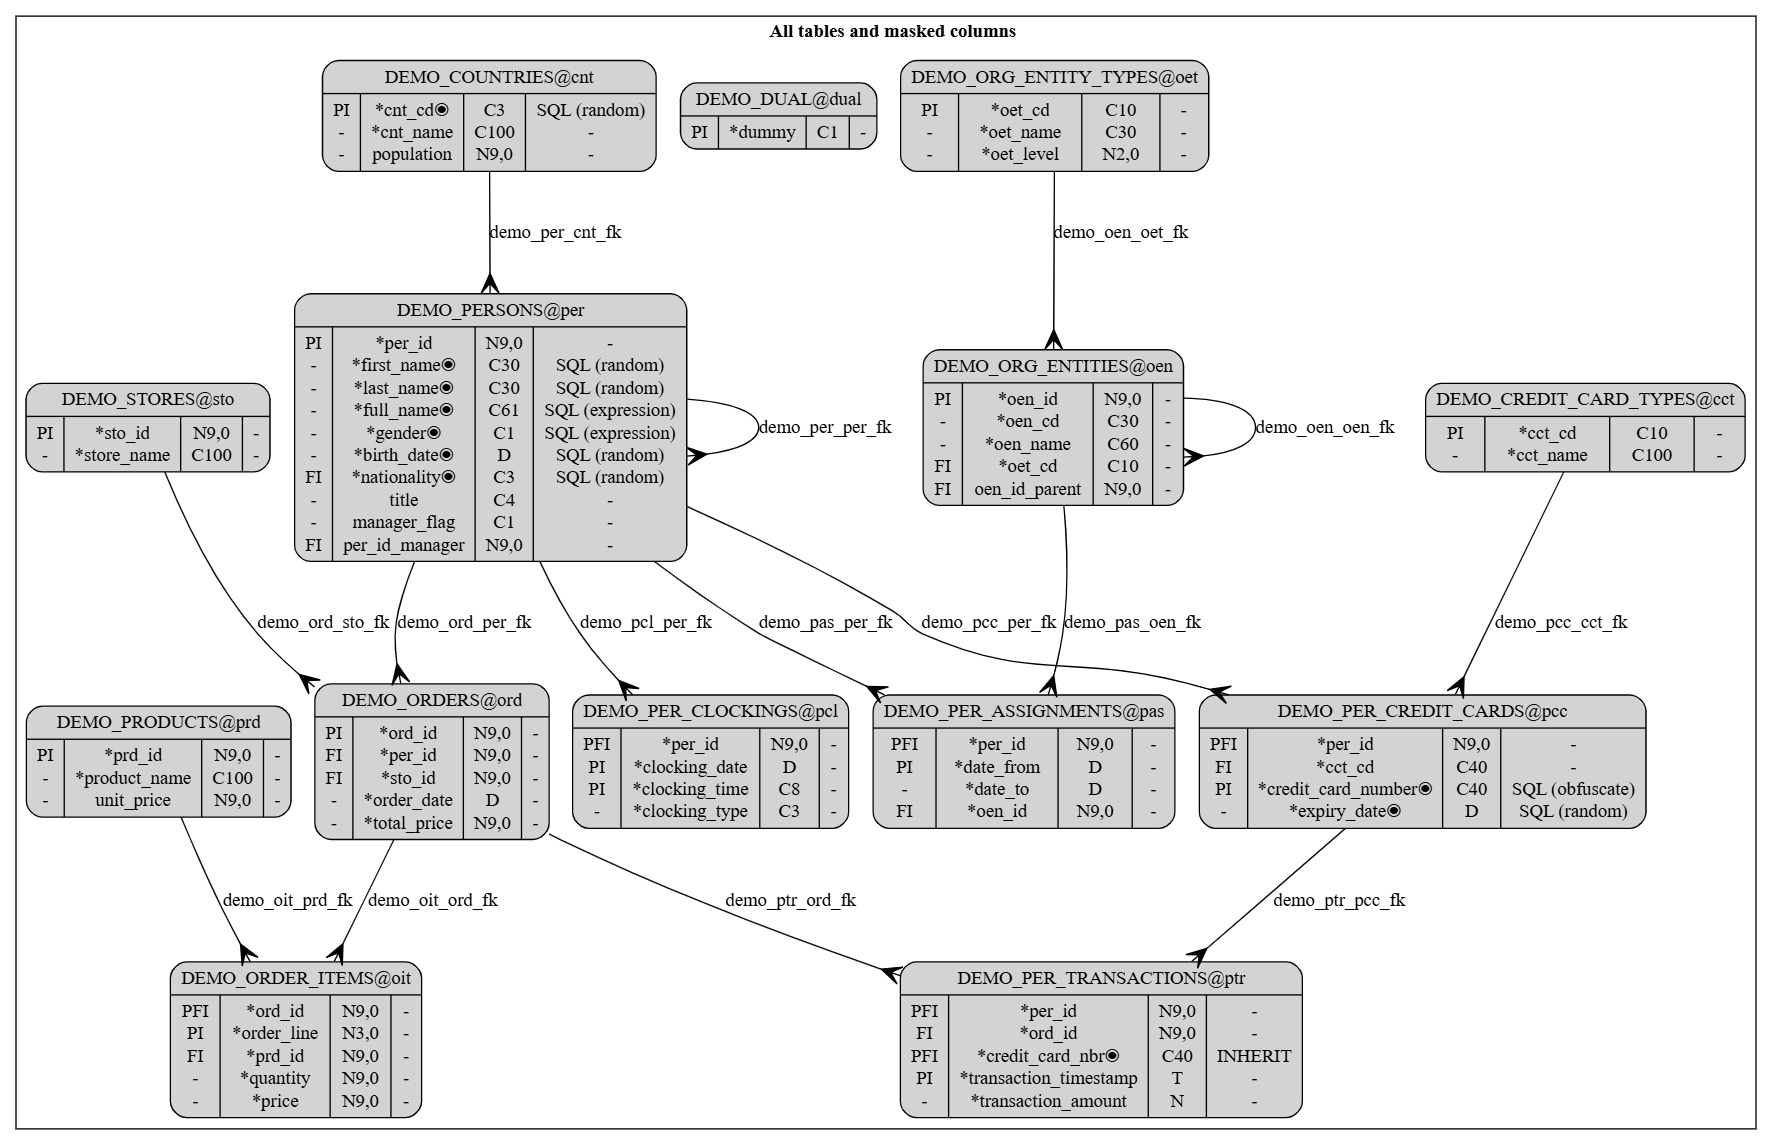 All tables and masked columns
DEMO_COUNTRIES@cnt
PI *cnt_cd◉ C3 SQL (random)
- *cnt_name C100 -
- population N9,0 -
DEMO_DUAL@dual
PI *dummy C1 -
DEMO_ORG_ENTITY_TYPES@oet
PI *oet_cd C10 -
- *oet_name C30 -
- *oet_level N2,0 -
demo_per_cnt_fk
demo_oen_oet_fk
DEMO_PERSONS@per
PI *per_id N9,0 -
- *first_name◉ C30 SQL (random)
- *last_name◉ C30 SQL (random)
- *full_name◉ C61 SQL (expression)
- *gender◉ C1 SQL (expression)
- *birth_date◉ D SQL (random)
FI *nationality◉ C3 SQL (random)
- title C4 -
- manager_flag C1 -
FI per_id_manager N9,0 -
demo_per_per_fk
DEMO_ORG_ENTITIES@oen
PI *oen_id N9,0 -
- *oen_cd C30 -
- *oen_name C60 -
FI *oet_cd C10 -
FI oen_id_parent N9,0 -
demo_oen_oen_fk
DEMO_STORES@sto
PI *sto_id N9,0 -
- *store_name C100 -
DEMO_CREDIT_CARD_TYPES@cct
PI *cct_cd C10 -
- *cct_name C100 -
demo_ord_sto_fk
demo_ord_per_fk
demo_pcl_per_fk
demo_pas_per_fk
demo_pcc_per_fk
demo_pas_oen_fk
demo_pcc_cct_fk
DEMO_PRODUCTS@prd
PI *prd_id N9,0 -
- *product_name C100 -
- unit_price N9,0 -
DEMO_ORDERS@ord
PI *ord_id N9,0 -
FI *per_id N9,0 -
FI *sto_id N9,0 -
- *order_date D -
- *total_price N9,0 -
DEMO_PER_CLOCKINGS@pcl
PFI *per_id N9,0 -
PI *clocking_date D -
PI *clocking_time C8 -
- *clocking_type C3 -
DEMO_PER_ASSIGNMENTS@pas
PFI *per_id N9,0 -
PI *date_from D -
- *date_to D -
FI *oen_id N9,0 -
DEMO_PER_CREDIT_CARDS@pcc
PFI *per_id N9,0 -
FI *cct_cd C40 -
PI *credit_card_number◉ C40 SQL (obfuscate)
- *expiry_date◉ D SQL (random)
demo_oit_prd_fk
demo_oit_ord_fk
demo_ptr_ord_fk
demo_ptr_pcc_fk
DEMO_ORDER_ITEMS@oit
PFI *ord_id N9,0 -
PI *order_line N3,0 -
FI *prd_id N9,0 -
- *quantity N9,0 -
- *price N9,0 -
DEMO_PER_TRANSACTIONS@ptr
PFI *per_id N9,0 -
FI *ord_id N9,0 -
PFI *credit_card_nbr◉ C40 INHERIT
PI *transaction_timestamp T -
- *transaction_amount N -